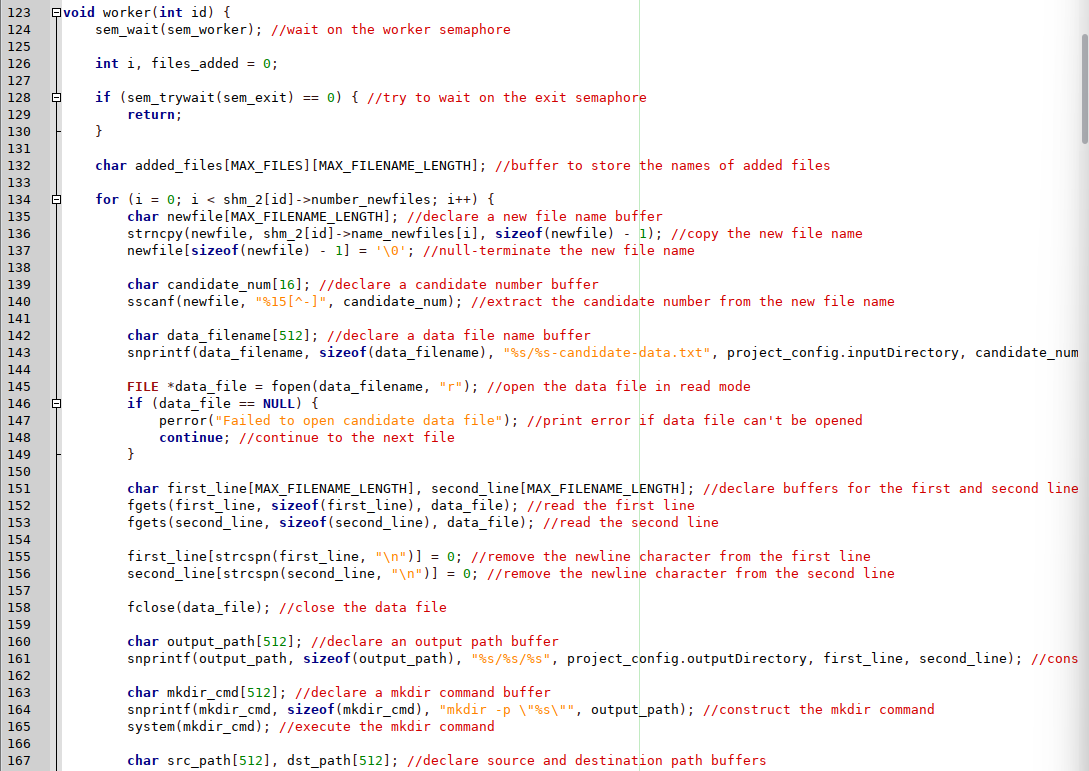 123 void worker(int id) {
124     sem_wait(sem_worker); //wait on the worker semaphore
125
126     int i, files_added = 0;
127
128     if (sem_trywait(sem_exit) == 0) { //try to wait on the exit semaphore
129         return;
130     }
131
132     char added_files[MAX_FILES][MAX_FILENAME_LENGTH]; //buffer to store the names of added files
133
134     for (i = 0; i < shm_2[id]->number_newfiles; i++) {
135         char newfile[MAX_FILENAME_LENGTH]; //declare a new file name buffer
136         strncpy(newfile, shm_2[id]->name_newfiles[i], sizeof(newfile) - 1); //copy the new file name
137         newfile[sizeof(newfile) - 1] = '\0'; //null-terminate the new file name
138
139         char candidate_num[16]; //declare a candidate number buffer
140         sscanf(newfile, "%15[^-]", candidate_num); //extract the candidate number from the new file name
141
142         char data_filename[512]; //declare a data file name buffer
143         snprintf(data_filename, sizeof(data_filename), "%s/%s-candidate-data.txt", project_config.inputDirectory, candidate_num
144
145         FILE *data_file = fopen(data_filename, "r"); //open the data file in read mode
146         if (data_file == NULL) {
147             perror("Failed to open candidate data file"); //print error if data file can't be opened
148             continue; //continue to the next file
149         }
150
151         char first_line[MAX_FILENAME_LENGTH], second_line[MAX_FILENAME_LENGTH]; //declare buffers for the first and second line
152         fgets(first_line, sizeof(first_line), data_file); //read the first line
153         fgets(second_line, sizeof(second_line), data_file); //read the second line
154
155         first_line[strcspn(first_line, "\n")] = 0; //remove the newline character from the first line
156         second_line[strcspn(second_line, "\n")] = 0; //remove the newline character from the second line
157
158         fclose(data_file); //close the data file
159
160         char output_path[512]; //declare an output path buffer
161         snprintf(output_path, sizeof(output_path), "%s/%s/%s", project_config.outputDirectory, first_line, second_line); //cons
162
163         char mkdir_cmd[512]; //declare a mkdir command buffer
164         snprintf(mkdir_cmd, sizeof(mkdir_cmd), "mkdir -p \"%s\"", output_path); //construct the mkdir command
165         system(mkdir_cmd); //execute the mkdir command
166
167         char src_path[512], dst_path[512]; //declare source and destination path buffers